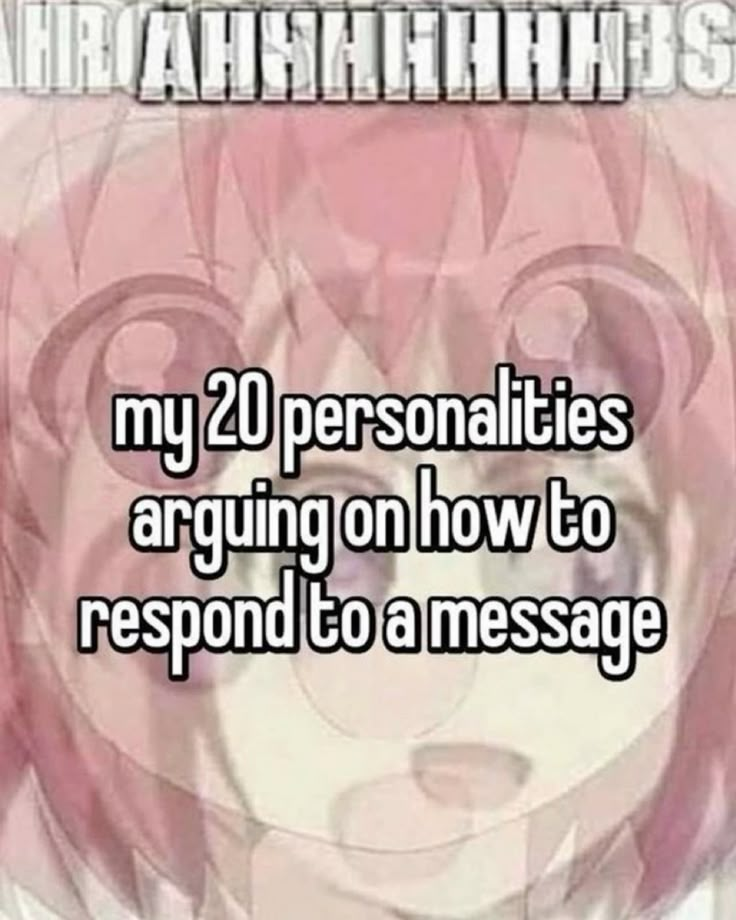 my 20 personalities
arguing on how to
respond to a message